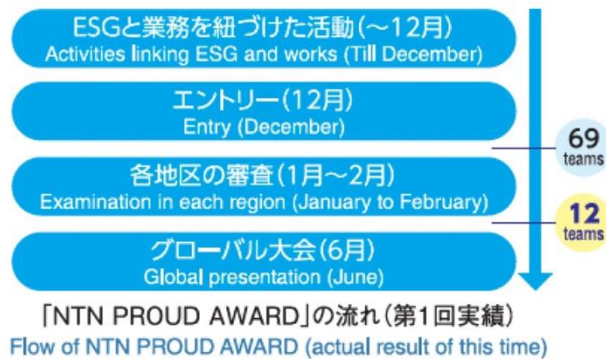 ESGと業務を紐づけた活動(～12月)
Activities linking ESG and works (Till December)
エントリー(12月)
Entry (December)
69
teams
各地区の審査(1月～2月)
Examination in each region (January to February)
12
teams
グローバル大会(6月)
Global presentation (June)
「NTN PROUD AWARD」の流れ(第1回実績)
Flow of NTN PROUD AWARD (actual result of this time)